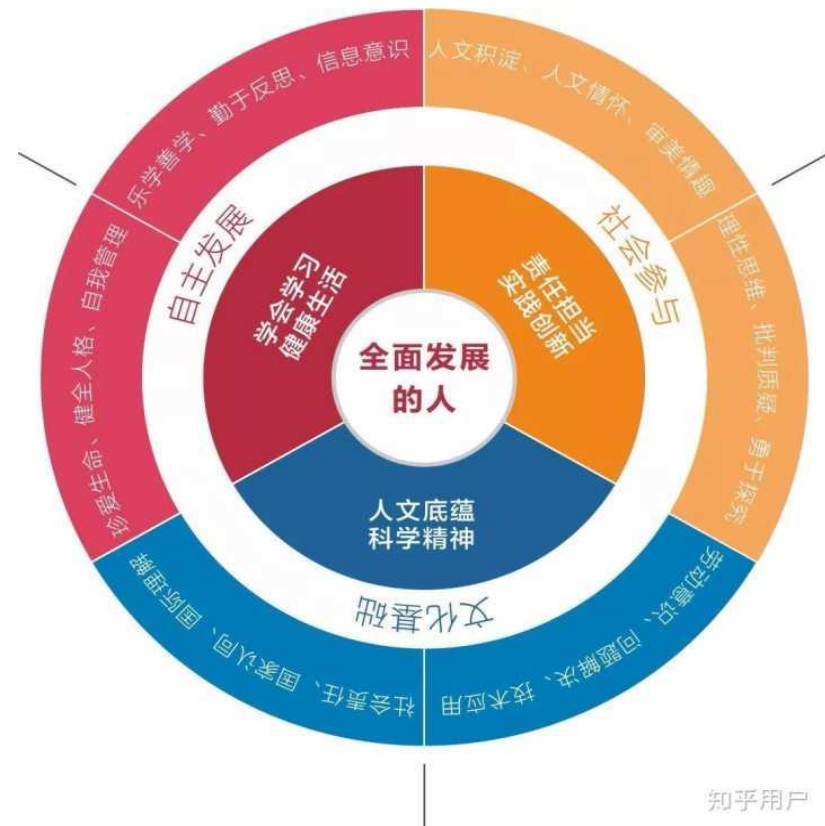 乐学善学、勤于反思、信息意识
人文积淀、人文情怀、审美情趣
珍爱生命、健全人格、自我管理
自主发展
社会参与
理性思维、批判质疑、勇于探究
学会学习
健康生活
责任担当
实践创新
全面发展
的人
人文底蕴
科学精神
文化基础
社会责任、国家认同、国际理解
劳动意识、问题解决、技术应用
知乎用户